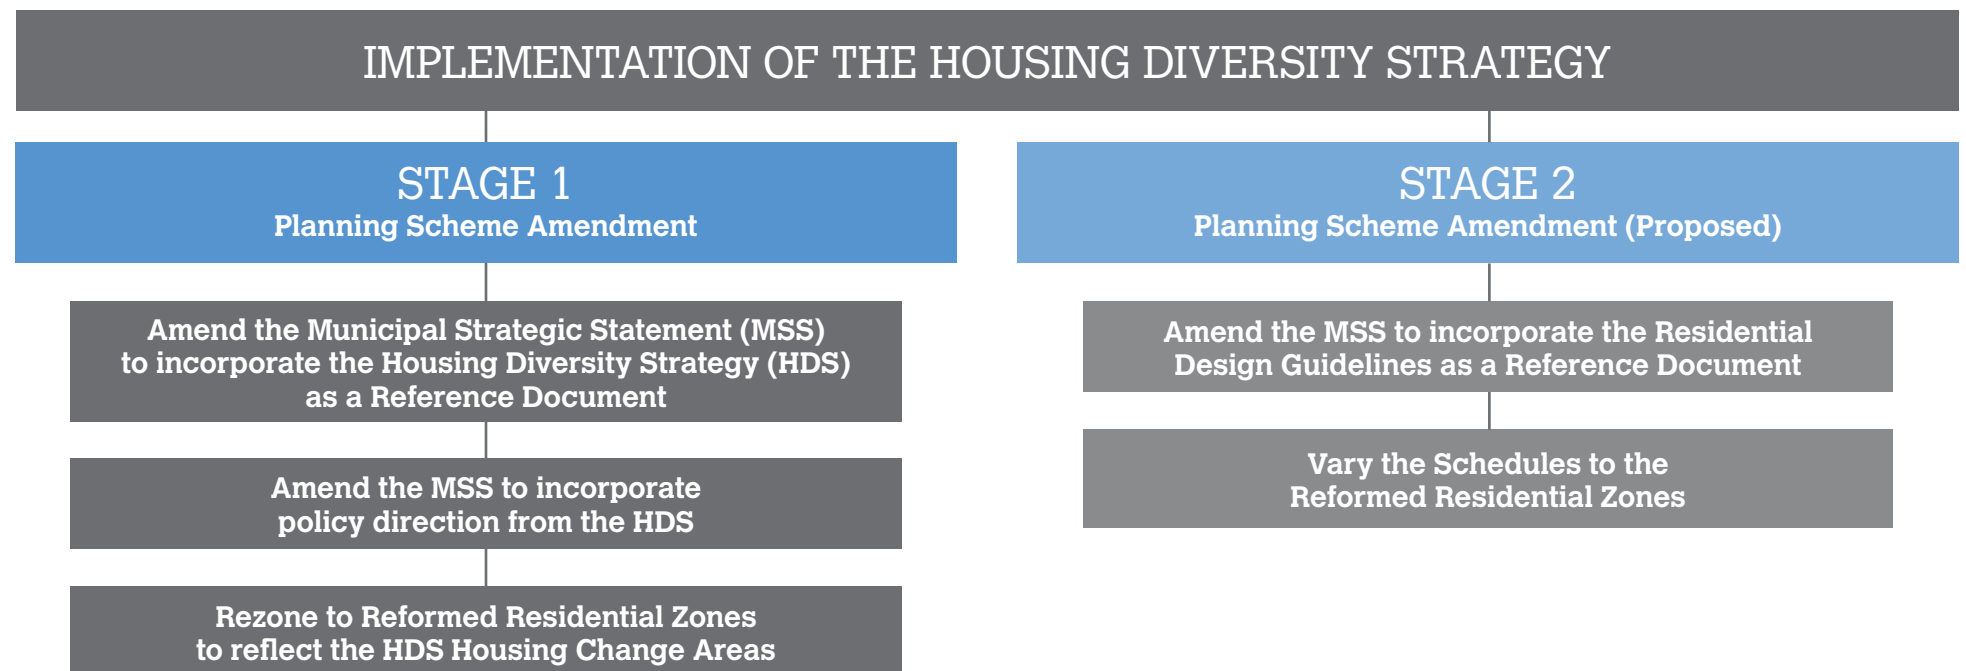 IMPLEMENTATION OF THE HOUSING DIVERSITY STRATEGY
STAGE 1
Planning Scheme Amendment
Amend the Municipal Strategic Statement (MSS)
to incorporate the Housing Diversity Strategy (HDS)
as a Reference Document
Amend the MSS to incorporate
policy direction from the HDS
Rezone to Reformed Residential Zones
to reflect the HDS Housing Change Areas
STAGE 2
Planning Scheme Amendment (Proposed)
Amend the MSS to incorporate the Residential
Design Guidelines as a Reference Document
Vary the Schedules to the
Reformed Residential Zones